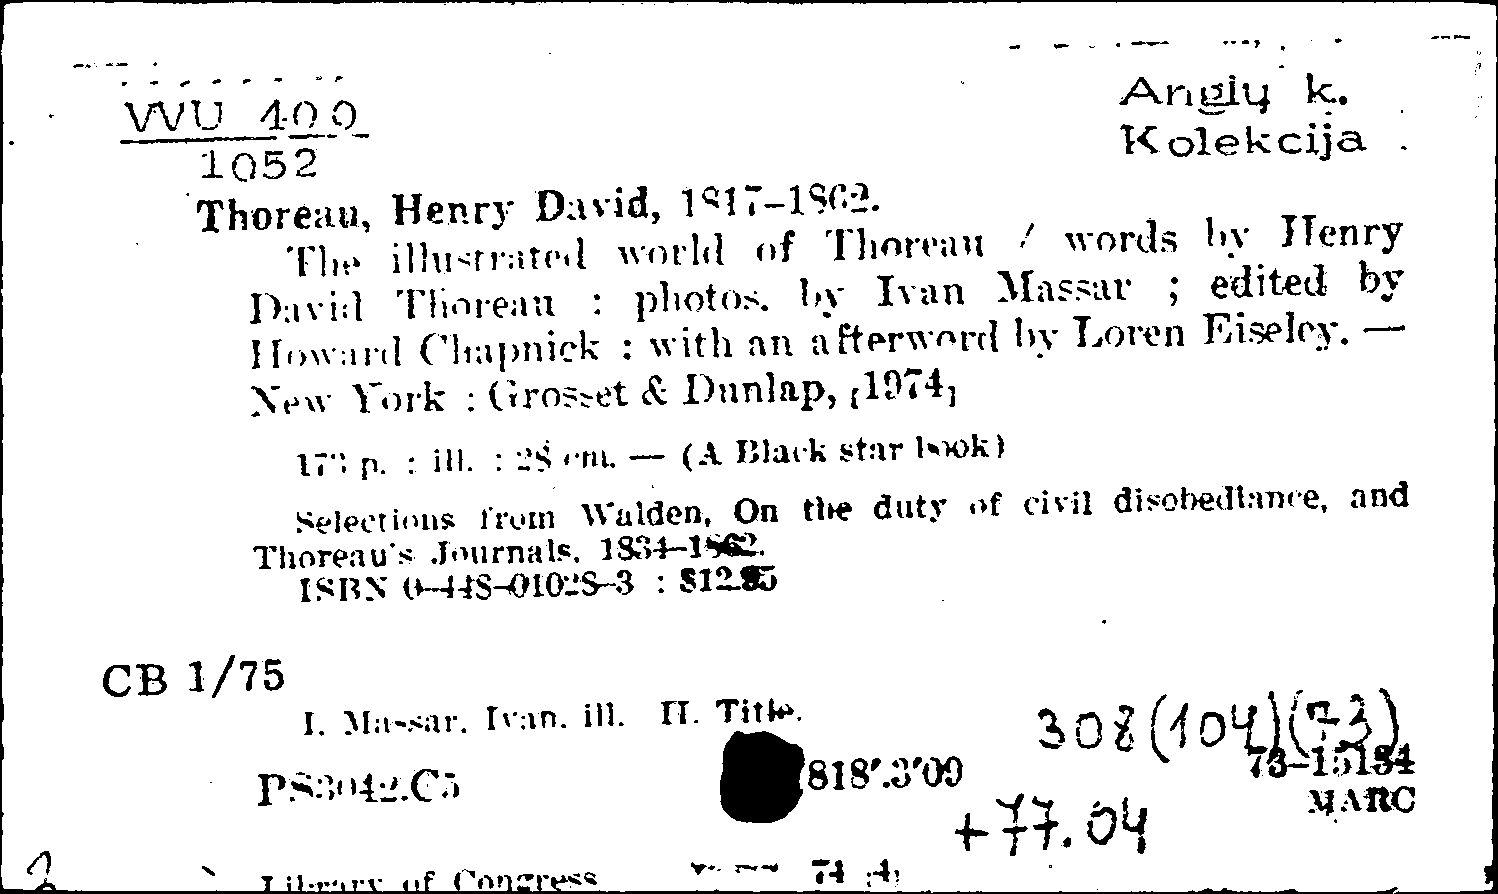 WU 400
1052
Anglų k.
Kolekcija
Thoreau, Henry David, 1817–1862.
The illustrated world of Thoreau / words by Henry
David Thoreau : photos. by Ivan Massar ; edited by
Howard Chapnick : with an afterword by Loren Eiseley. —
New York : Grosset & Dunlap, [1974]
173 p. : ill. : 28 cm. — (A Black star book)
Selections from Walden, On the duty of civil disobediance, and
Thoreau's Journals, 1834–1862.
ISBN 0–448–01028–3 : $12.95
CB 1/75
I. Massar, Ivan, ill. II. Title.
308(104)(73)
PS3042.C5 818'.3'09 73–15134
MARC
+77.04
Library of Congress 74